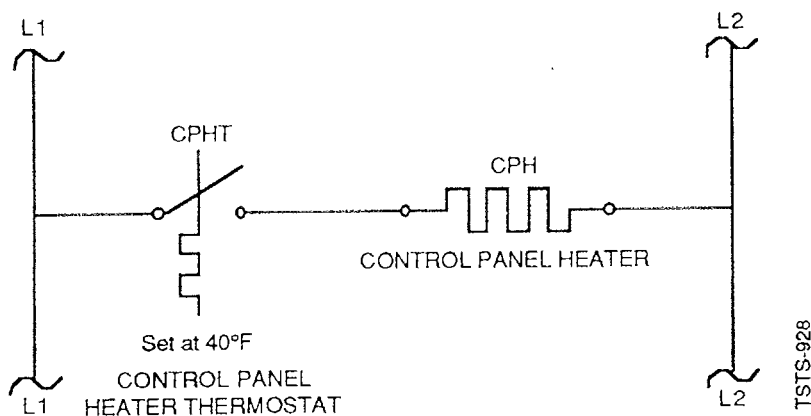 L1
L2
CPHT
CPH
CONTROL PANEL HEATER
Set at 40°F
CONTROL PANEL
HEATER THERMOSTAT
L1
L2
TSTS-928